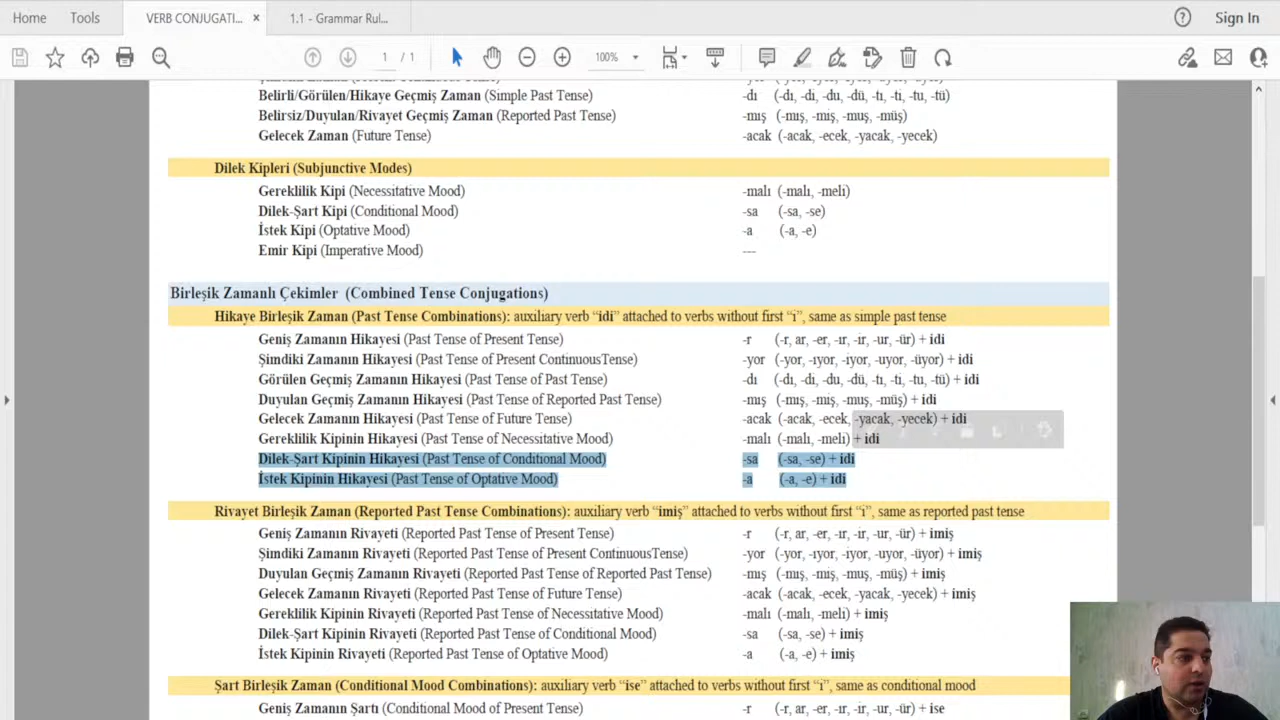 Home Tools VERB CONJUGATI... × 1.1 - Grammar Rul... Sign In
1 / 1 100%
Belirli/Görülen/Hikaye Geçmiş Zaman (Simple Past Tense) -dı (-dı, -di, -du, -dü, -tı, -ti, -tu, -tü)
Belirsiz/Duyulan/Rivayet Geçmiş Zaman (Reported Past Tense) -mış (-mış, -miş, -muş, -müş)
Gelecek Zaman (Future Tense) -acak (-acak, -ecek, -yacak, -yecek)
Dilek Kipleri (Subjunctive Modes)
Gereklilik Kipi (Necessitative Mood) -malı (-malı, -meli)
Dilek-Şart Kipi (Conditional Mood) -sa (-sa, -se)
İstek Kipi (Optative Mood) -a (-a, -e)
Emir Kipi (Imperative Mood) ---
Birleşik Zamanlı Çekimler (Combined Tense Conjugations)
Hikaye Birleşik Zaman (Past Tense Combinations): auxiliary verb “idi” attached to verbs without first “i”, same as simple past tense
Geniş Zamanın Hikayesi (Past Tense of Present Tense) -r (-r, ar, -er, -ır, -ir, -ur, -ür) + idi
Şimdiki Zamanın Hikayesi (Past Tense of Present ContinuousTense) -yor (-yor, -ıyor, -iyor, -uyor, -üyor) + idi
Görülen Geçmiş Zamanın Hikayesi (Past Tense of Past Tense) -dı (-dı, -di, -du, -dü, -tı, -ti, -tu, -tü) + idi
Duyulan Geçmiş Zamanın Hikayesi (Past Tense of Reported Past Tense) -mış (-mış, -miş, -muş, -müş) + idi
Gelecek Zamanın Hikayesi (Past Tense of Future Tense) -acak (-acak, -ecek, -yacak, -yecek) + idi
Gereklilik Kipinin Hikayesi (Past Tense of Necessitative Mood) -malı (-malı, -meli) + idi
Dilek-Şart Kipinin Hikayesi (Past Tense of Conditional Mood) -sa (-sa, -se) + idi
İstek Kipinin Hikayesi (Past Tense of Optative Mood) -a (-a, -e) + idi
Rivayet Birleşik Zaman (Reported Past Tense Combinations): auxiliary verb “imiş” attached to verbs without first “i”, same as reported past tense
Geniş Zamanın Rivayeti (Reported Past Tense of Present Tense) -r (-r, ar, -er, -ır, -ir, -ur, -ür) + imiş
Şimdiki Zamanın Rivayeti (Reported Past Tense of Present ContinuousTense) -yor (-yor, -ıyor, -iyor, -uyor, -üyor) + imiş
Duyulan Geçmiş Zamanın Rivayeti (Reported Past Tense of Reported Past Tense) -mış (-mış, -miş, -muş, -müş) + imiş
Gelecek Zamanın Rivayeti (Reported Past Tense of Future Tense) -acak (-acak, -ecek, -yacak, -yecek) + imiş
Gereklilik Kipinin Rivayeti (Reported Past Tense of Necessitative Mood) -malı (-malı, -meli) + imiş
Dilek-Şart Kipinin Rivayeti (Reported Past Tense of Conditional Mood) -sa (-sa, -se) + imiş
İstek Kipinin Rivayeti (Reported Past Tense of Optative Mood) -a (-a, -e) + imiş
Şart Birleşik Zaman (Conditional Mood Combinations): auxiliary verb “ise” attached to verbs without first “i”, same as conditional mood
Geniş Zamanın Şartı (Conditional Mood of Present Tense) -r (-r, ar, -er, -ır, -ir, -ur, -ür) + ise